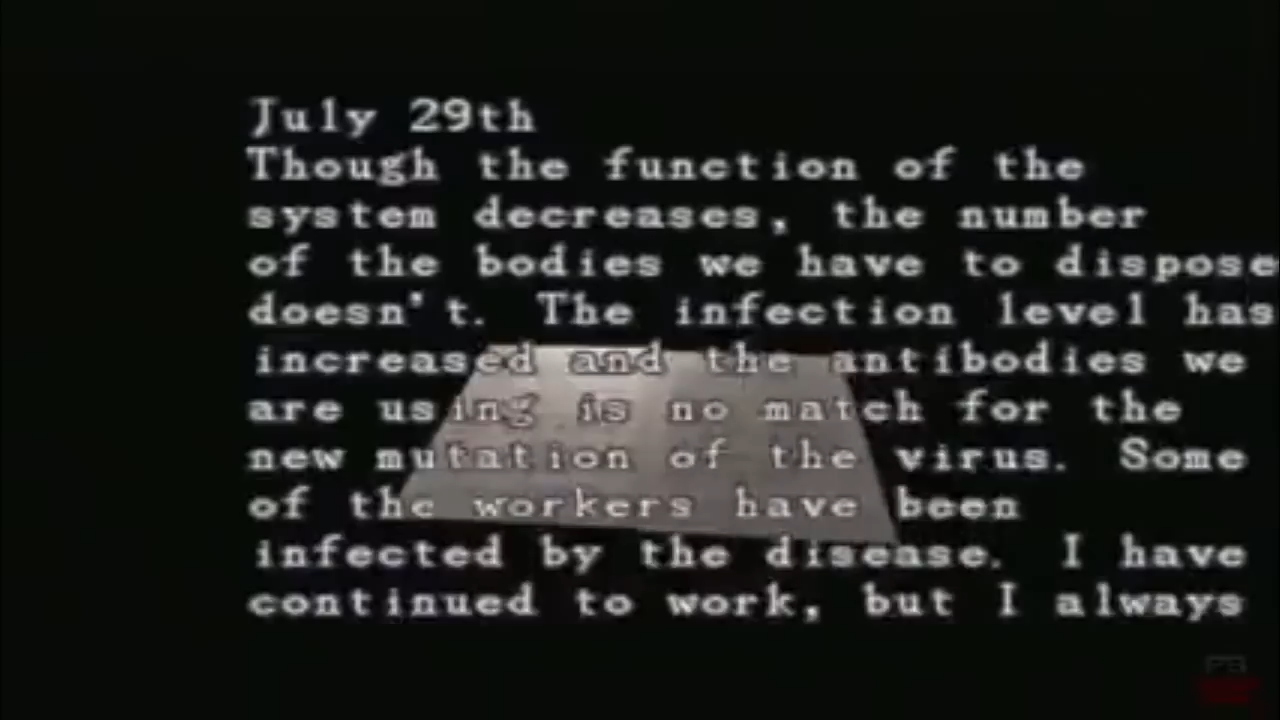 July 29th
Though the function of the
system decreases, the number
of the bodies we have to dispose
doesn't. The infection level has
increased and the antibodies we
are using is no match for the
new mutation of the virus. Some
of the workers have been
infected by the disease. I have
continued to work, but I always